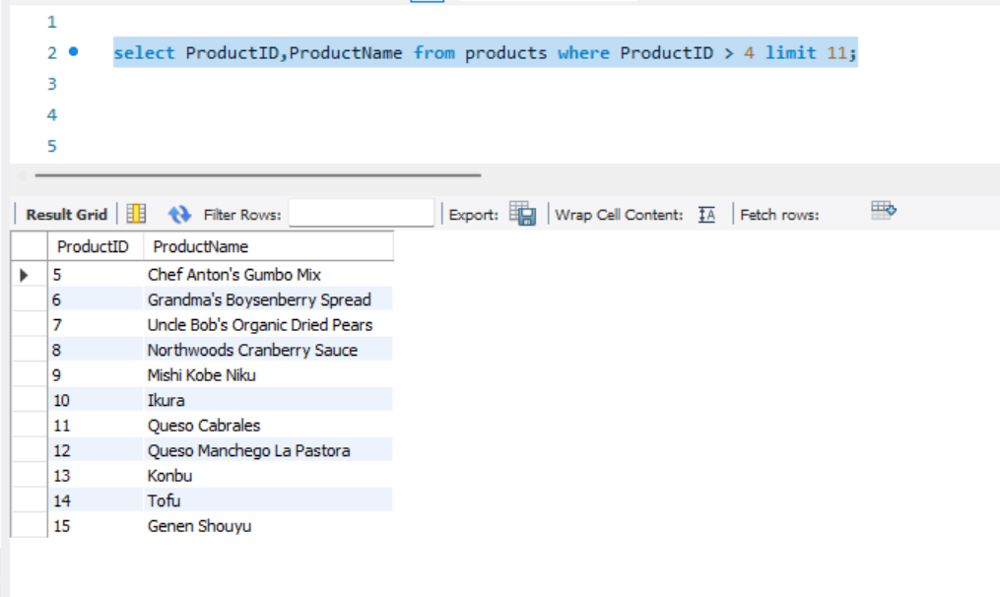 1
2 select ProductID,ProductName from products where ProductID > 4 limit 11;
3
4
5
Result Grid Filter Rows: Export: Wrap Cell Content: IA Fetch rows:
ProductID ProductName
5 Chef Anton's Gumbo Mix
6 Grandma's Boysenberry Spread
7 Uncle Bob's Organic Dried Pears
8 Northwoods Cranberry Sauce
9 Mishi Kobe Niku
10 Ikura
11 Queso Cabrales
12 Queso Manchego La Pastora
13 Konbu
14 Tofu
15 Genen Shouyu